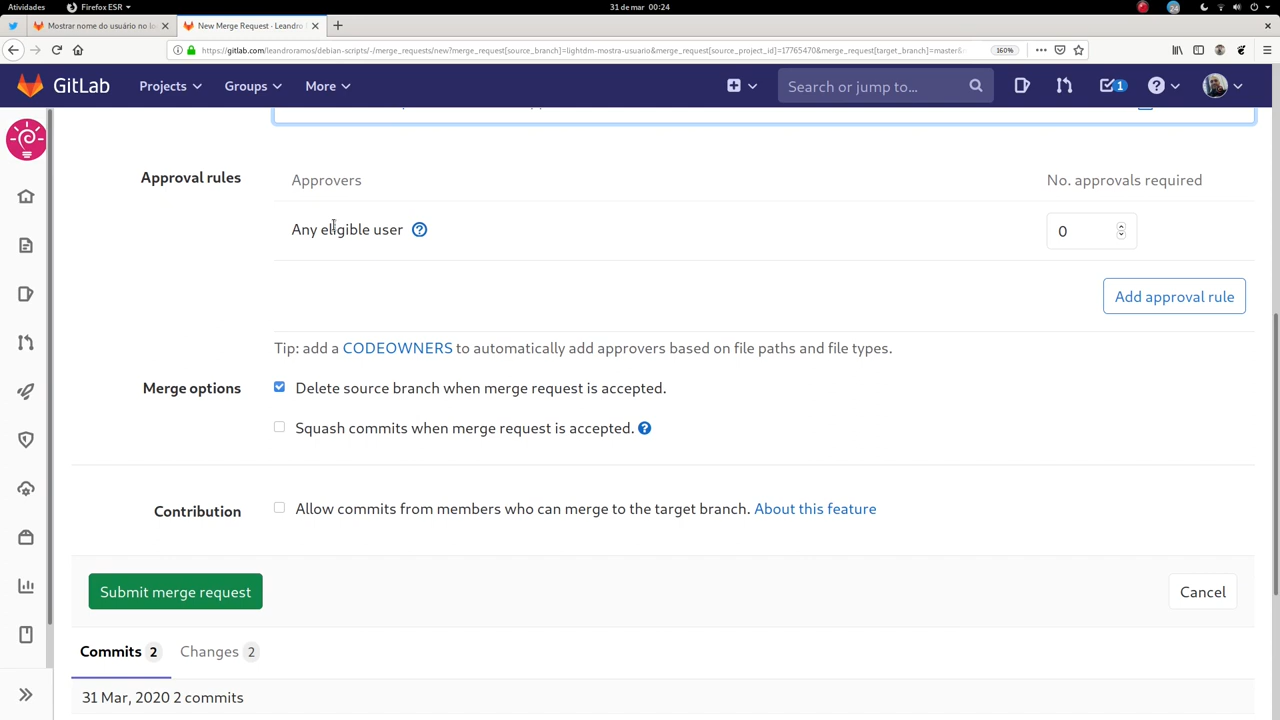 Atividades
Firefox ESR
31 de mar 00:24
Mostrar nome do usuário no lo
New Merge Request · Leandro
https://gitlab.com/leandroramos/debian-scripts/-/merge_requests/new?merge_request[source_branch]=lightdm-mostra-usuario&merge_request[source_project_id]=17765470&merge_request[target_branch]=master&
160%
GitLab
Projects
Groups
More
Search or jump to…
1
Approval rules
Approvers
No. approvals required
Any eligible user
0
Add approval rule
Tip: add a CODEOWNERS to automatically add approvers based on file paths and file types.
Merge options
Delete source branch when merge request is accepted.
Squash commits when merge request is accepted.
Contribution
Allow commits from members who can merge to the target branch. About this feature
Submit merge request
Cancel
Commits 2
Changes 2
31 Mar, 2020 2 commits